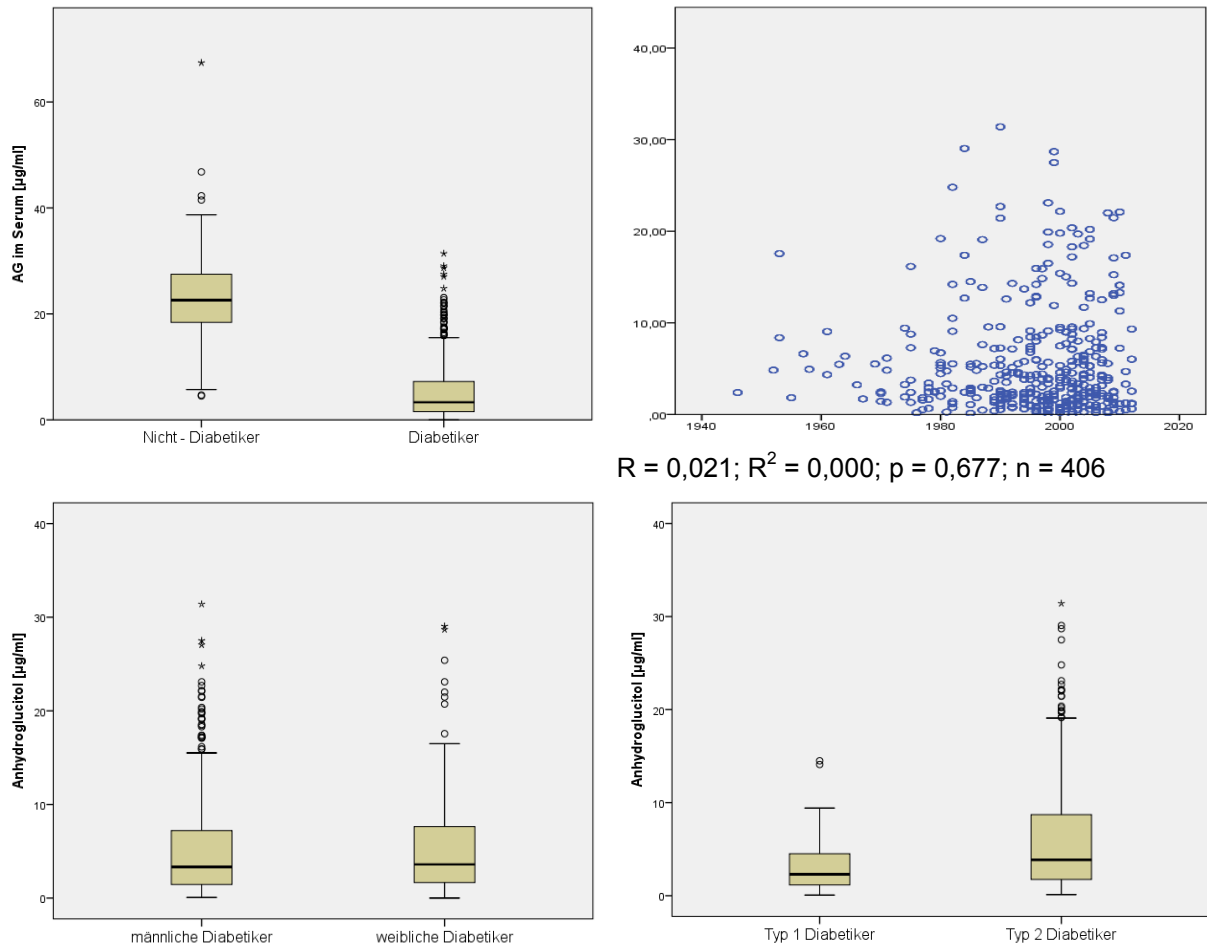 AG im Serum [µg/ml]
60
40
20
0
Nicht - Diabetiker
Diabetiker
40,00
30,00
20,00
10,00
,00
1940
1960
1980
2000
2020
R = 0,021; R² = 0,000; p = 0,677; n = 406
Anhydroglucitol [µg/ml]
40
30
20
10
0
männliche Diabetiker
weibliche Diabetiker
Anhydroglucitol [µg/ml]
40
30
20
10
0
Typ 1 Diabetiker
Typ 2 Diabetiker